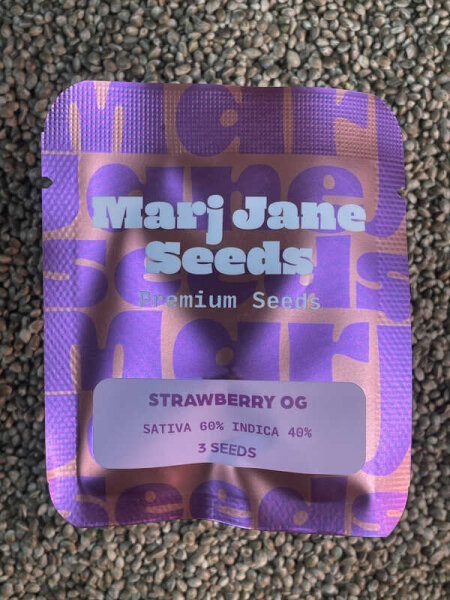 Marj Jane
Seeds
Premium Seeds
STRAWBERRY OG
SATIVA 60% INDICA 40%
3 SEEDS